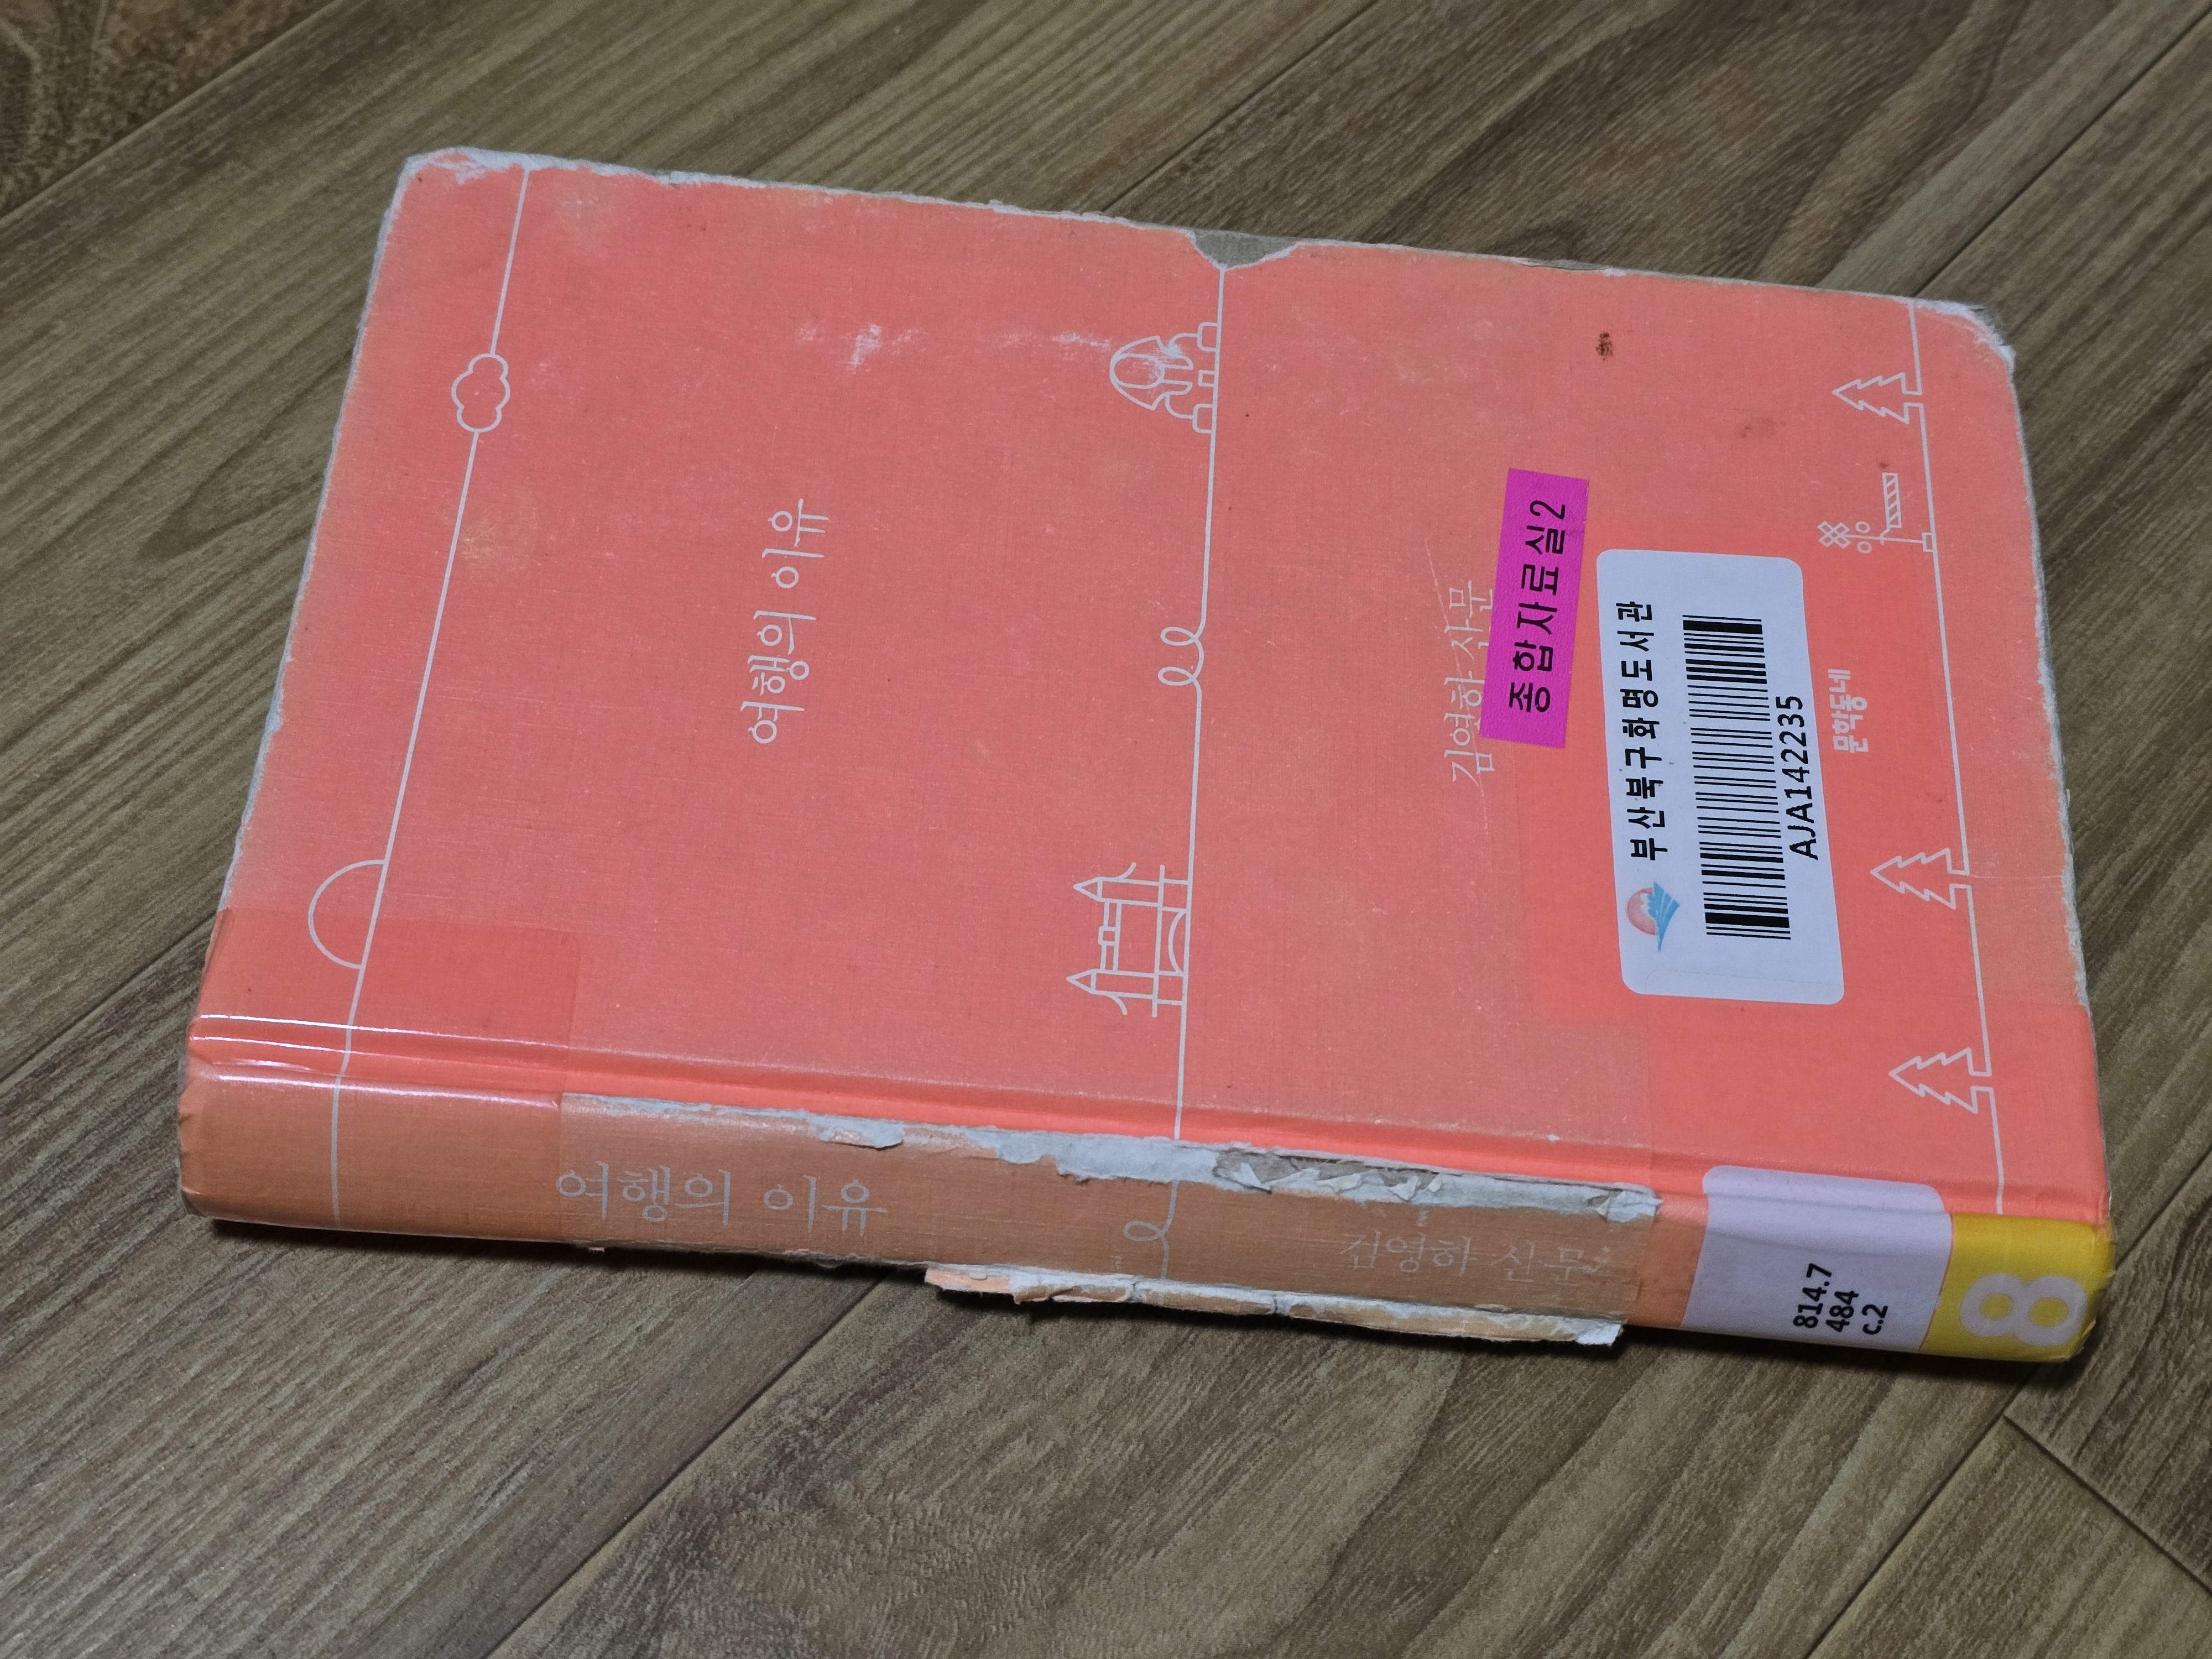 여행의 이유
김영하 산문
종합자료실2
부산북구화명도서관
AJA142235
문학동네
여행의 이유
김영하 산문
814.7
484
c.2
8